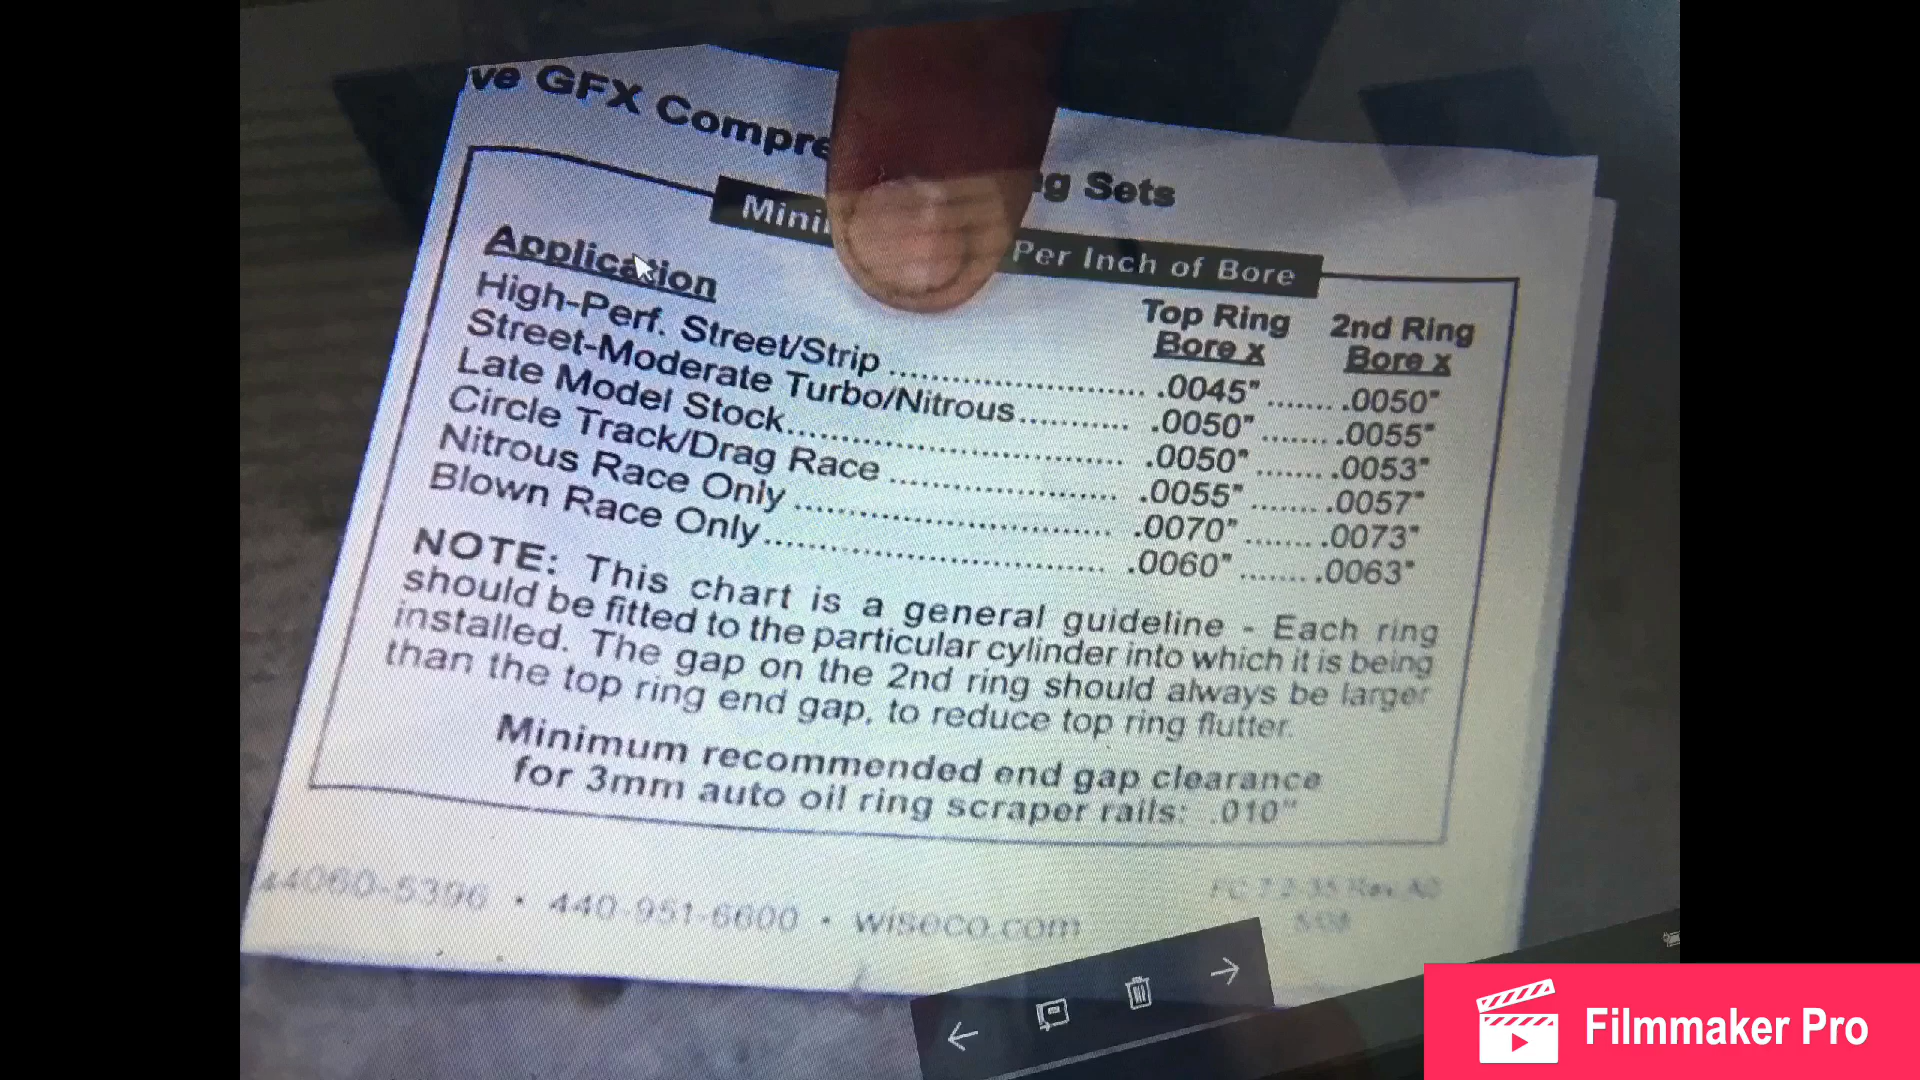 ve GFX Compre g Sets
Mini Per Inch of Bore
Application
Top Ring 2nd Ring
Bore x Bore x
High-Perf. Street/Strip .0045" .0050"
Street-Moderate Turbo/Nitrous .0050" .0055"
Late Model Stock .0050" .0053"
Circle Track/Drag Race .0055" .0057"
Nitrous Race Only .0070" .0073"
Blown Race Only .0060" .0063"
NOTE: This chart is a general guideline - Each ring
should be fitted to the particular cylinder into which it is being
installed. The gap on the 2nd ring should always be larger
than the top ring end gap, to reduce top ring flutter.
Minimum recommended end gap clearance
for 3mm auto oil ring scraper rails: .010"
44060-5396 • 440-951-6600 • wiseco.com
Filmmaker Pro